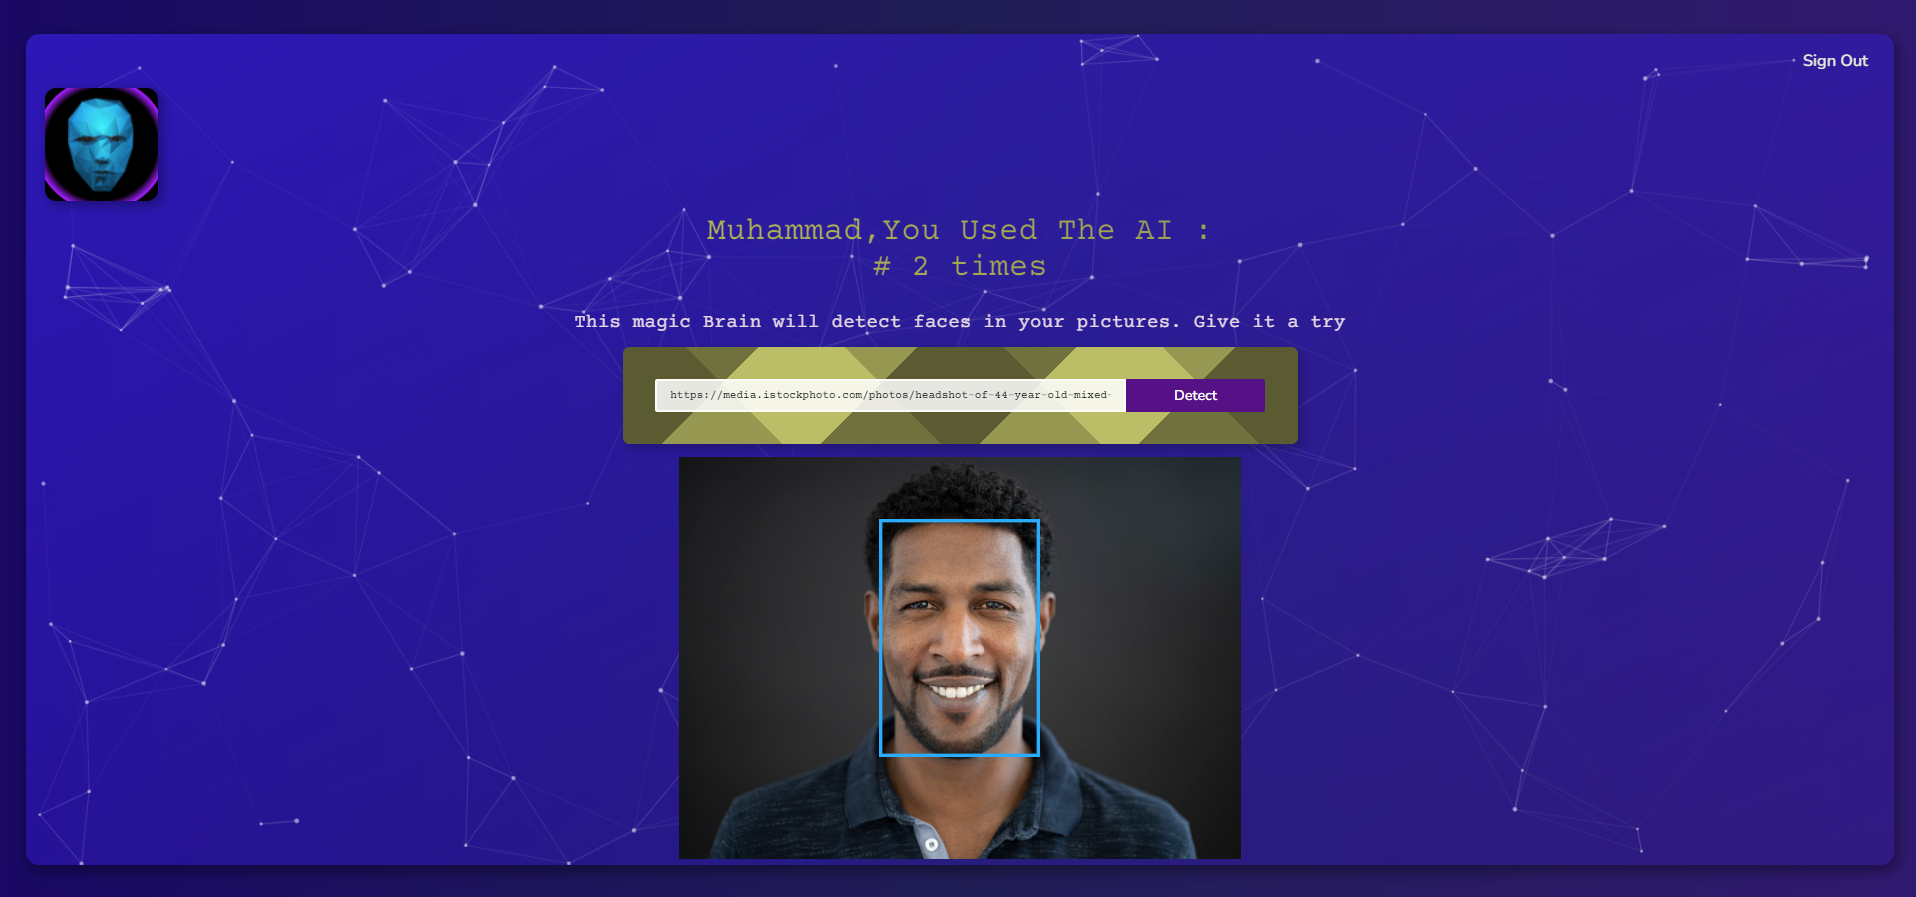 Sign Out
Muhammad,You Used The AI :
# 2 times
This magic Brain will detect faces in your pictures. Give it a try
https://media.istockphoto.com/photos/headshot-of-44-year-old-mixed-
Detect